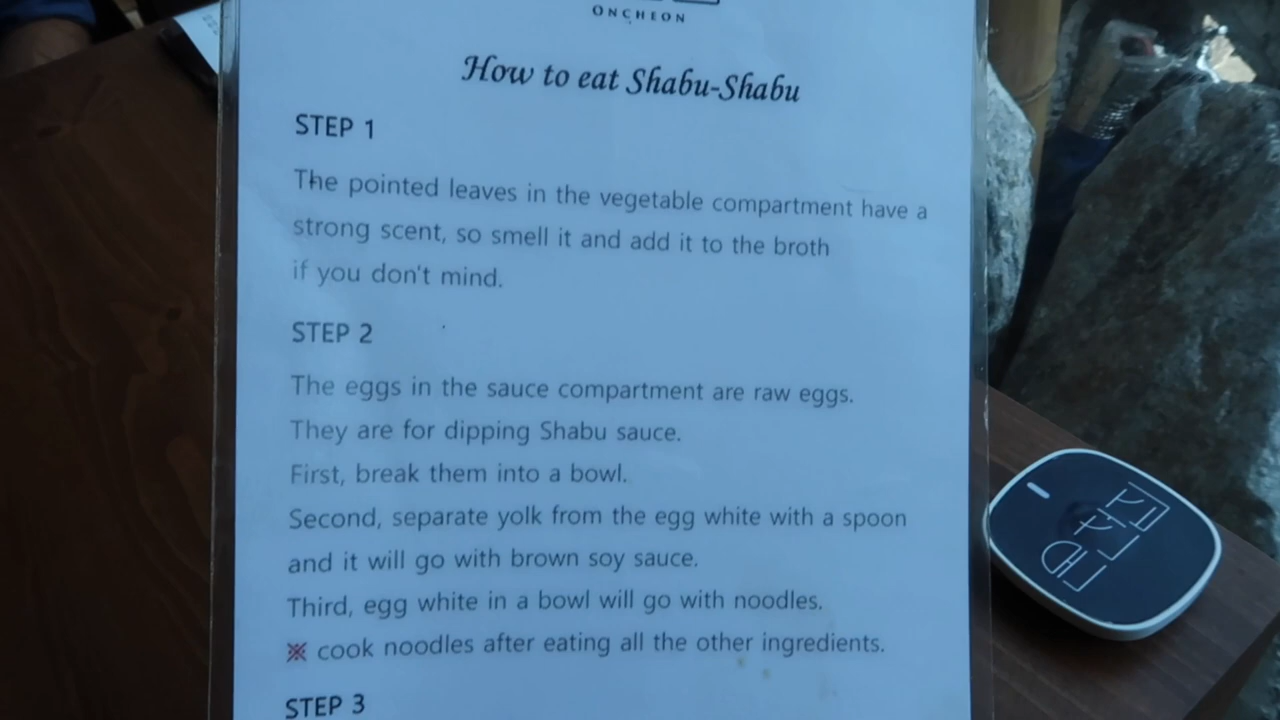 ONCHEON
How to eat Shabu-Shabu
STEP 1
The pointed leaves in the vegetable compartment have a
strong scent, so smell it and add it to the broth
if you don't mind.
STEP 2
The eggs in the sauce compartment are raw eggs.
They are for dipping Shabu sauce.
First, break them into a bowl.
Second, separate yolk from the egg white with a spoon
and it will go with brown soy sauce.
Third, egg white in a bowl will go with noodles.
※ cook noodles after eating all the other ingredients.
STEP 3
온천집